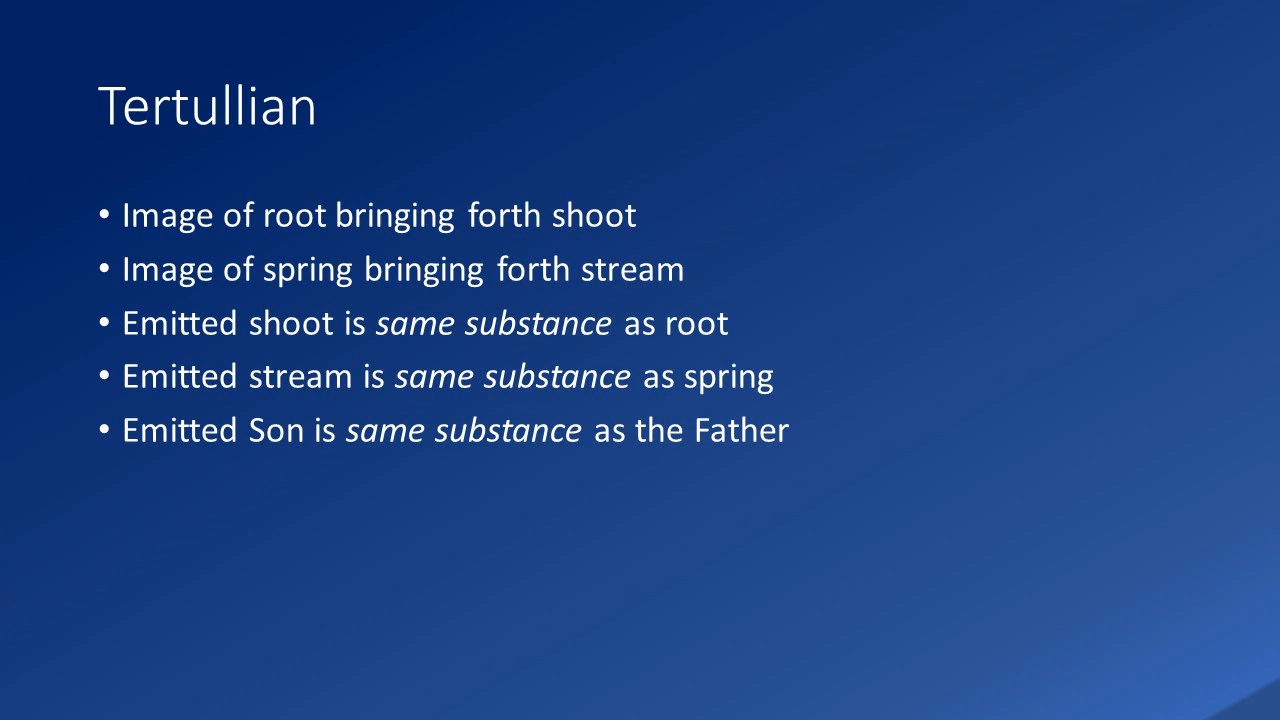 Tertullian
• Image of root bringing forth shoot
• Image of spring bringing forth stream
• Emitted shoot is same substance as root
• Emitted stream is same substance as spring
• Emitted Son is same substance as the Father